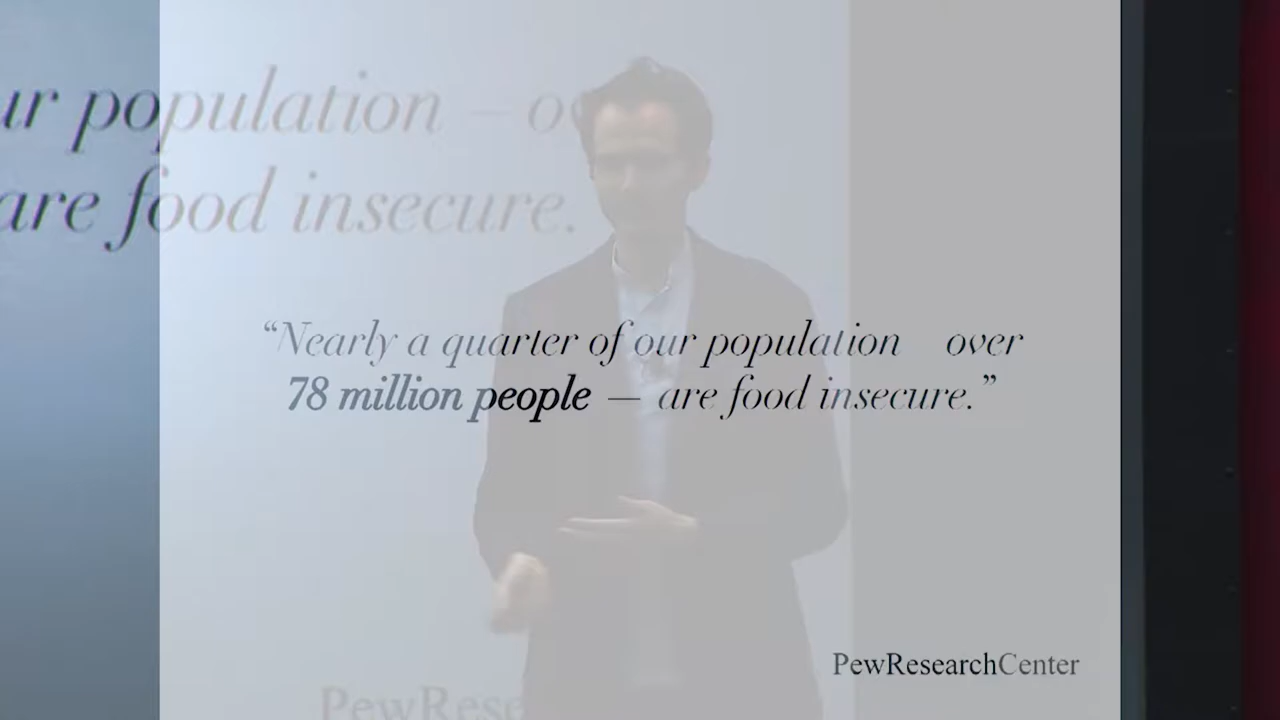 ur population – ov
are food insecure.
“Nearly a quarter of our population over
78 million people — are food insecure.”
PewResearchCenter
PewRese